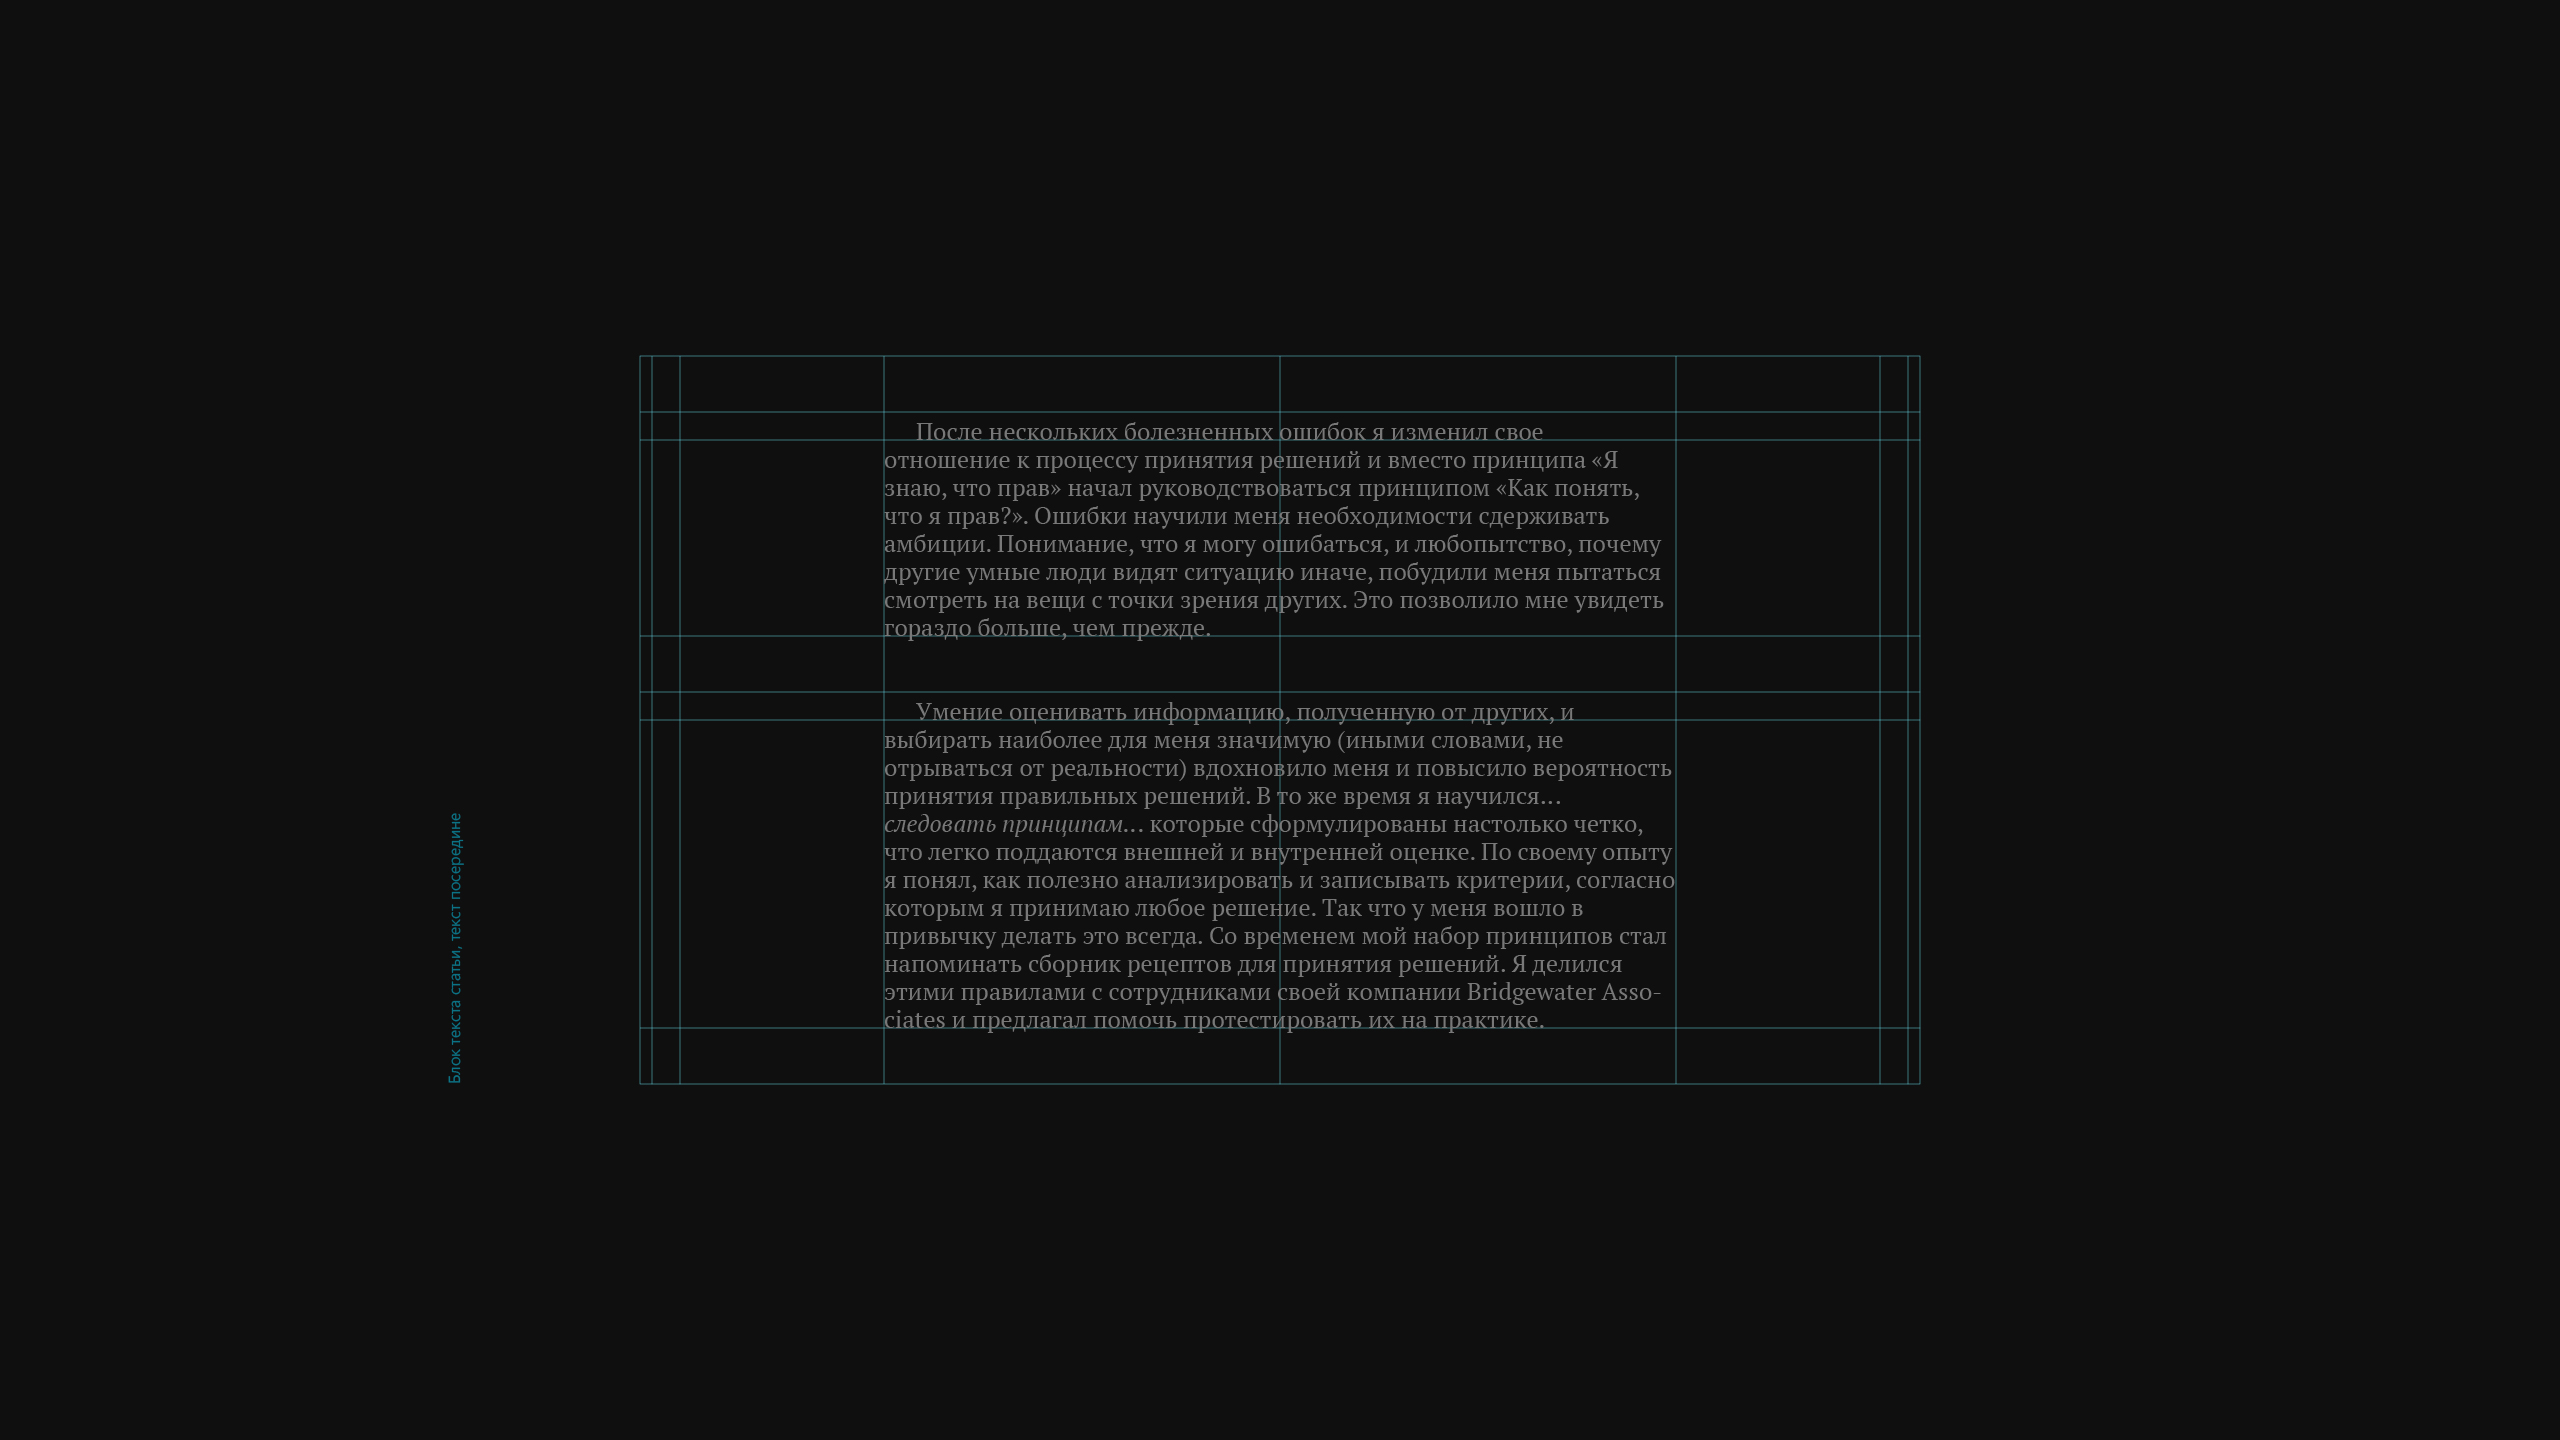 После нескольких болезненных ошибок я изменил свое
отношение к процессу принятия решений и вместо принципа «Я
знаю, что прав» начал руководствоваться принципом «Как понять,
что я прав?». Ошибки научили меня необходимости сдерживать
амбиции. Понимание, что я могу ошибаться, и любопытство, почему
другие умные люди видят ситуацию иначе, побудили меня пытаться
смотреть на вещи с точки зрения других. Это позволило мне увидеть
гораздо больше, чем прежде.
Умение оценивать информацию, полученную от других, и
выбирать наиболее для меня значимую (иными словами, не
отрываться от реальности) вдохновило меня и повысило вероятность
принятия правильных решений. В то же время я научился…
следовать принципам… которые сформулированы настолько четко,
что легко поддаются внешней и внутренней оценке. По своему опыту
я понял, как полезно анализировать и записывать критерии, согласно
которым я принимаю любое решение. Так что у меня вошло в
привычку делать это всегда. Со временем мой набор принципов стал
напоминать сборник рецептов для принятия решений. Я делился
этими правилами с сотрудниками своей компании Bridgewater Asso-
ciates и предлагал помочь протестировать их на практике.
Блок текста статьи, текст посередине